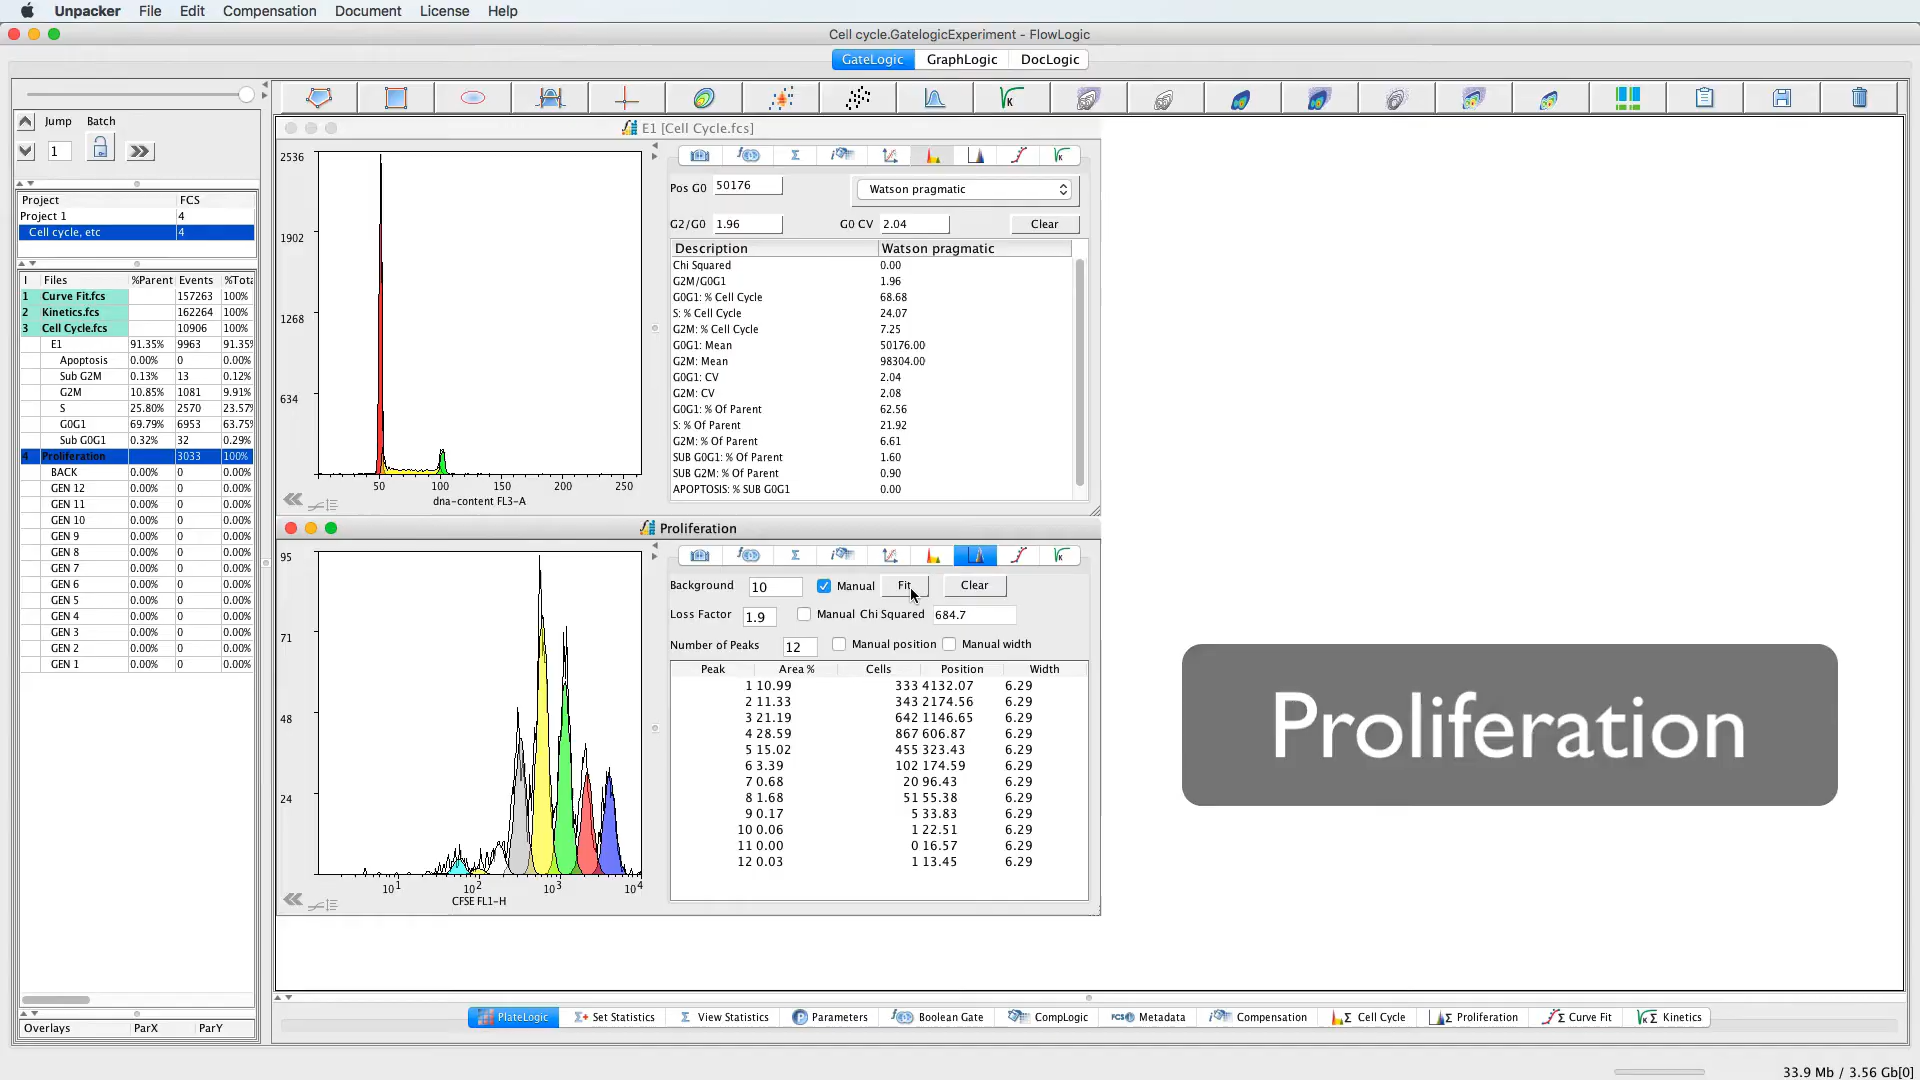 Unpacker File Edit Compensation Document License Help
Cell cycle.GatelogicExperiment - FlowLogic
GateLogic GraphLogic DocLogic
Jump Batch
1
Project FCS
Project 1 4
Cell cycle, etc 4
I Files %Parent Events %Tota
1 Curve Fit.fcs 157263 100%
2 Kinetics.fcs 162264 100%
3 Cell Cycle.fcs 10906 100%
E1 91.35% 9963 91.35%
Apoptosis 0.00% 0 0.00%
Sub G2M 0.13% 13 0.12%
G2M 10.85% 1081 9.91%
S 25.80% 2570 23.57%
G0G1 69.79% 6953 63.75%
Sub G0G1 0.32% 32 0.29%
4 Proliferation 3033 100%
BACK 0.00% 0 0.00%
GEN 12 0.00% 0 0.00%
GEN 11 0.00% 0 0.00%
GEN 10 0.00% 0 0.00%
GEN 9 0.00% 0 0.00%
GEN 8 0.00% 0 0.00%
GEN 7 0.00% 0 0.00%
GEN 6 0.00% 0 0.00%
GEN 5 0.00% 0 0.00%
GEN 4 0.00% 0 0.00%
GEN 3 0.00% 0 0.00%
GEN 2 0.00% 0 0.00%
GEN 1 0.00% 0 0.00%
Overlays ParX ParY
E1 [Cell Cycle.fcs]
2536
1902
1268
634
50 100 150 200 250
dna-content FL3-A
Pos G0 50176 Watson pragmatic
G2/G0 1.96 G0 CV 2.04 Clear
Description Watson pragmatic
Chi Squared 0.00
G2M/G0G1 1.96
G0G1: % Cell Cycle 68.68
S: % Cell Cycle 24.07
G2M: % Cell Cycle 7.25
G0G1: Mean 50176.00
G2M: Mean 98304.00
G0G1: CV 2.04
G2M: CV 2.08
G0G1: % Of Parent 62.56
S: % Of Parent 21.92
G2M: % Of Parent 6.61
SUB G0G1: % Of Parent 1.60
SUB G2M: % Of Parent 0.90
APOPTOSIS: % SUB G0G1 0.00
Proliferation
95
71
48
24
10^1 10^2 10^3 10^4
CFSE FL1-H
Background 10 Manual Fit Clear
Loss Factor 1.9 Manual Chi Squared 684.7
Number of Peaks 12 Manual position Manual width
Peak Area % Cells Position Width
1 10.99 333 4132.07 6.29
2 11.33 343 2174.56 6.29
3 21.19 642 1146.65 6.29
4 28.59 867 606.87 6.29
5 15.02 455 323.43 6.29
6 3.39 102 174.59 6.29
7 0.68 20 96.43 6.29
8 1.68 51 55.38 6.29
9 0.17 5 33.83 6.29
10 0.06 1 22.51 6.29
11 0.00 0 16.57 6.29
12 0.03 1 13.45 6.29
Proliferation
PlateLogic Set Statistics View Statistics Parameters Boolean Gate CompLogic FCS Metadata Compensation Cell Cycle Proliferation Curve Fit Kinetics
33.9 Mb / 3.56 Gb[0]